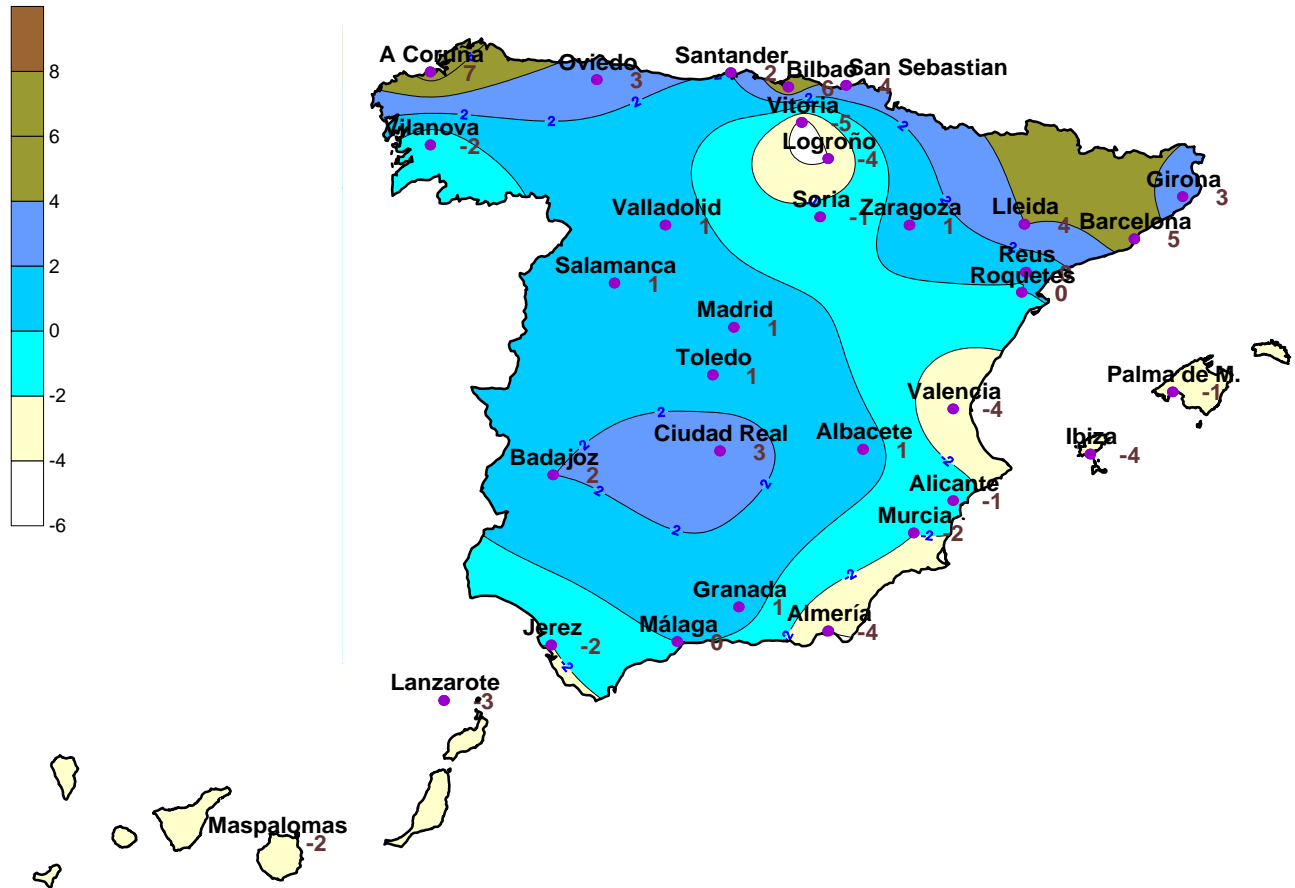 8
6
4
2
0
-2
-4
-6
A Coruña 7
Oviedo 3
Santander 2
Bilbao 6
San Sebastian 4
Vitoria -5
Vilanova -2
Logroño -4
Girona 3
Soria -1
Valladolid 1
Zaragoza 1
Lleida 4
Barcelona 5
Reus
Roquetes 0
Salamanca 1
Madrid 1
Toledo 1
Palma de M. -1
Valencia -4
Ciudad Real 3
Albacete 1
Ibiza -4
Badajoz 2
Alicante -1
Murcia -2
Granada 1
Almería -4
Málaga 0
Jerez -2
Lanzarote -3
Maspalomas -2